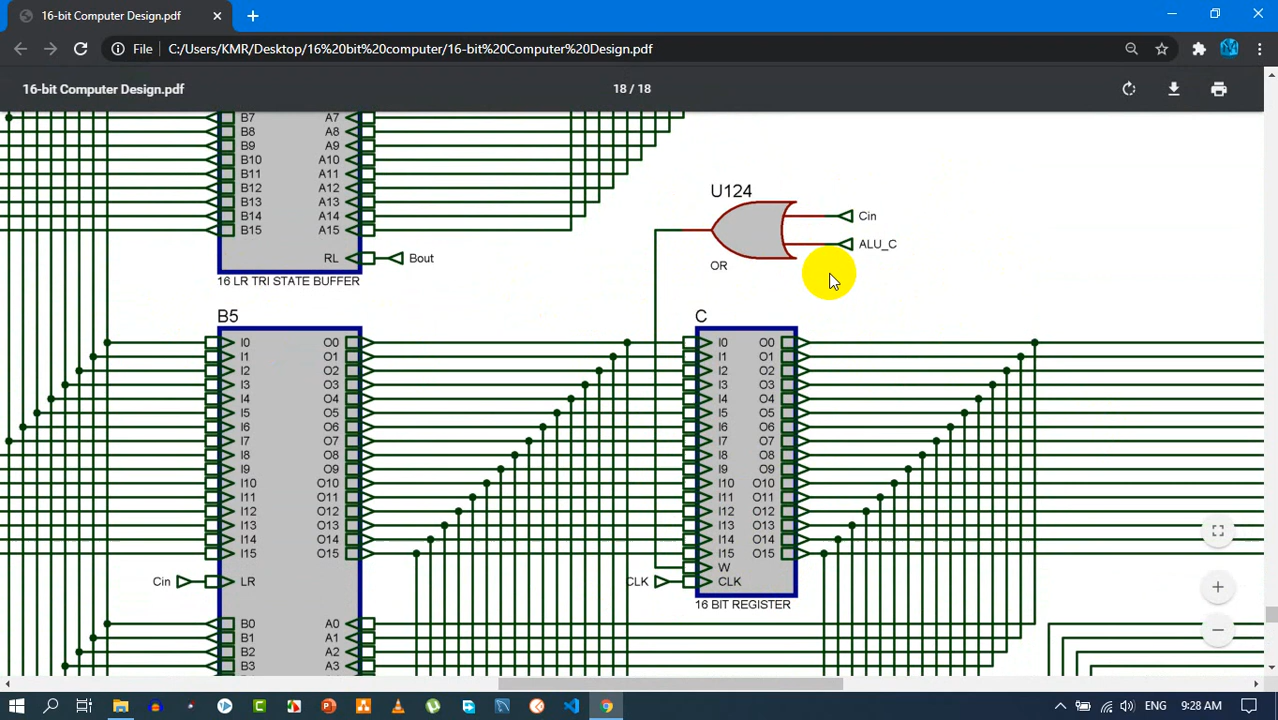 16-bit Computer Design.pdf
File
C:/Users/KMR/Desktop/16%20bit%20computer/16-bit%20Computer%20Design.pdf
16-bit Computer Design.pdf
18 / 18
B7 A7
B8 A8
B9 A9
B10 A10
B11 A11
B12 A12
B13 A13
B14 A14
B15 A15
RL Bout
16 LR TRI STATE BUFFER
U124
Cin
ALU_C
OR
B5
I0 O0
I1 O1
I2 O2
I3 O3
I4 O4
I5 O5
I6 O6
I7 O7
I8 O8
I9 O9
I10 O10
I11 O11
I12 O12
I13 O13
I14 O14
I15 O15
Cin LR
B0 A0
B1 A1
B2 A2
B3 A3
C
I0 O0
I1 O1
I2 O2
I3 O3
I4 O4
I5 O5
I6 O6
I7 O7
I8 O8
I9 O9
I10 O10
I11 O11
I12 O12
I13 O13
I14 O14
I15 O15
W
CLK CLK
16 BIT REGISTER
ENG 9:28 AM